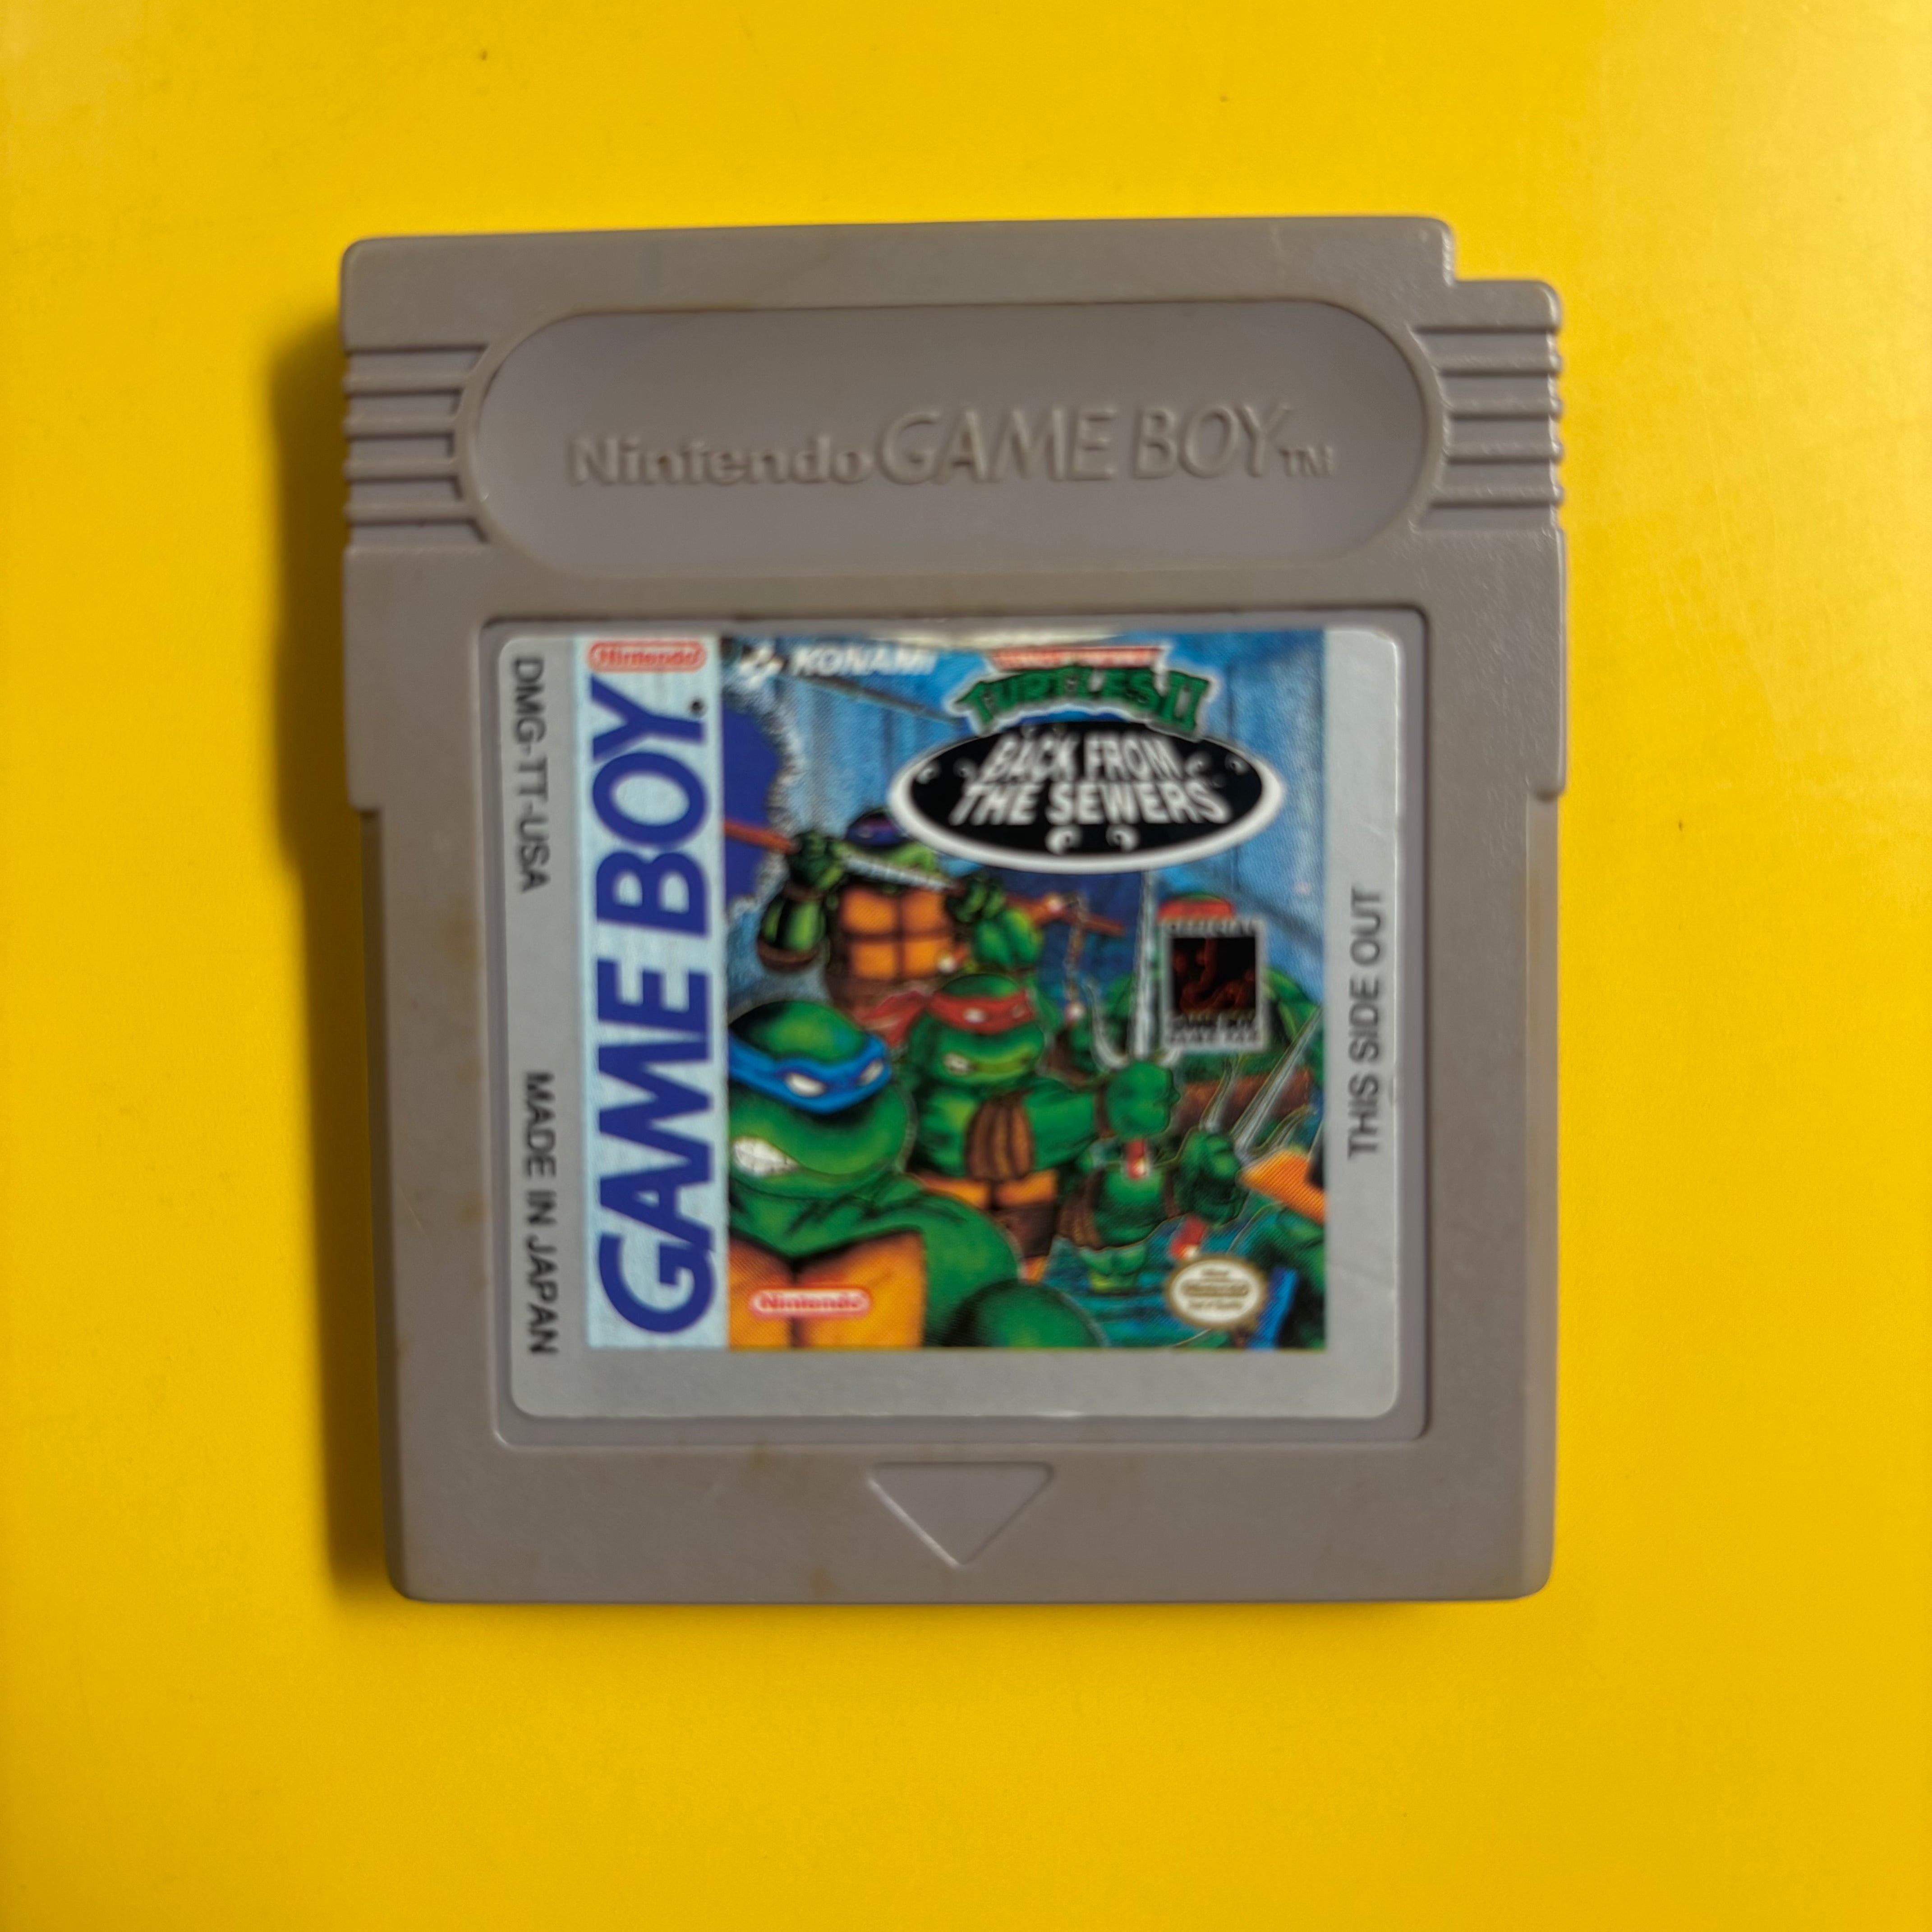 Nintendo GAME BOY TM
DMG-TT-USA
MADE IN JAPAN
Nintendo
GAME BOY
KONAMI
TURTLES II
BACK FROM
THE SEWERS
THIS SIDE OUT
Nintendo
Nintendo